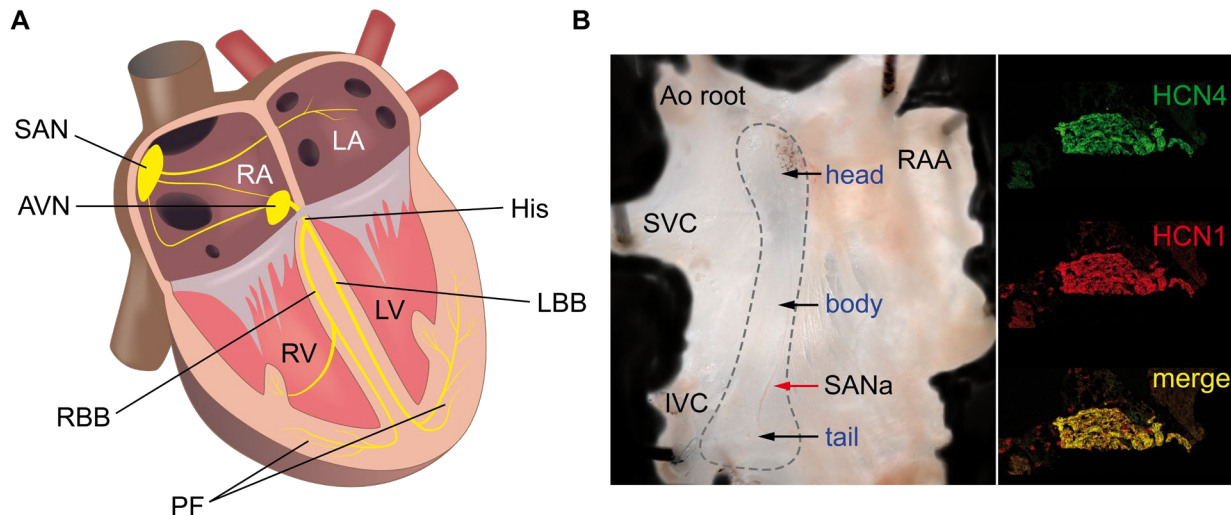 A
SAN
AVN
RA
LA
His
LBB
LV
RV
RBB
PF
B
Ao root
RAA
head
SVC
body
SANa
IVC
tail
HCN4
HCN1
merge